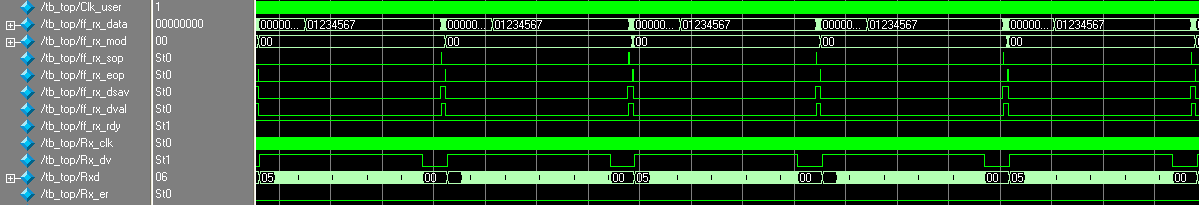 /tb_top/Clk_user 1
/tb_top/ff_rx_data 00000000 00000... 01234567 00000... 01234567 00000... 01234567 00000... 01234567 00000... 01234567
/tb_top/ff_rx_mod 00 00 00 00 00 00
/tb_top/ff_rx_sop St0
/tb_top/ff_rx_eop St0
/tb_top/ff_rx_dsav St0
/tb_top/ff_rx_dval St0
/tb_top/ff_rx_rdy St1
/tb_top/Rx_clk St0
/tb_top/Rx_dv St1
/tb_top/Rxd 06 05 00 00 05 00 00 05 00
/tb_top/Rx_er St0